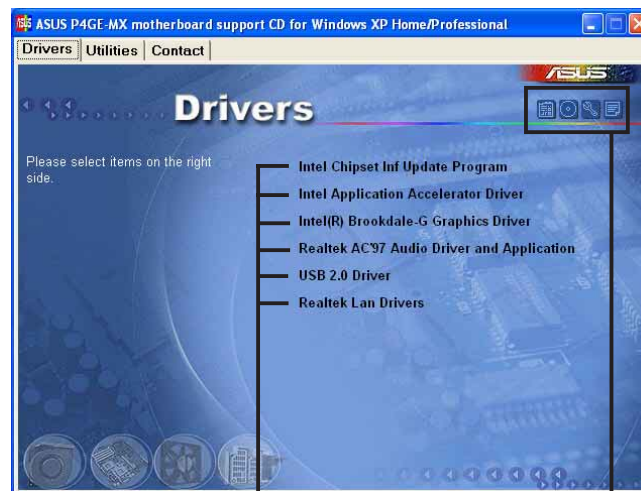 ASUS P4GE-MX motherboard support CD for Windows XP Home/Professional
Drivers Utilities Contact
ASUS
Drivers
Please select items on the right
side.
Intel Chipset Inf Update Program
Intel Application Accelerator Driver
Intel(R) Brookdale-G Graphics Driver
Realtek AC'97 Audio Driver and Application
USB 2.0 Driver
Realtek Lan Drivers